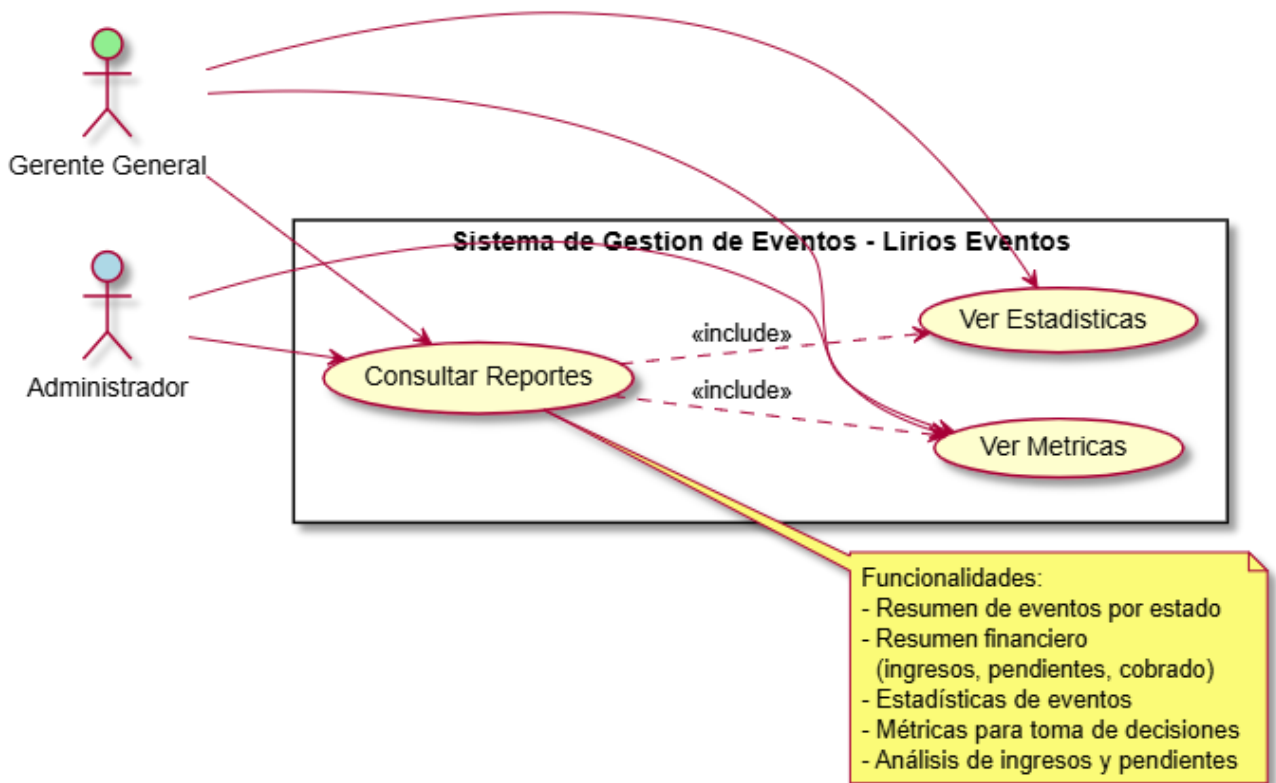 Gerente General
Sistema de Gestion de Eventos - Lirios Eventos
Administrador
Ver Estadisticas
«include»
Consultar Reportes
«include»
Ver Metricas
Funcionalidades:
- Resumen de eventos por estado
- Resumen financiero
(ingresos, pendientes, cobrado)
- Estadísticas de eventos
- Métricas para toma de decisiones
- Análisis de ingresos y pendientes